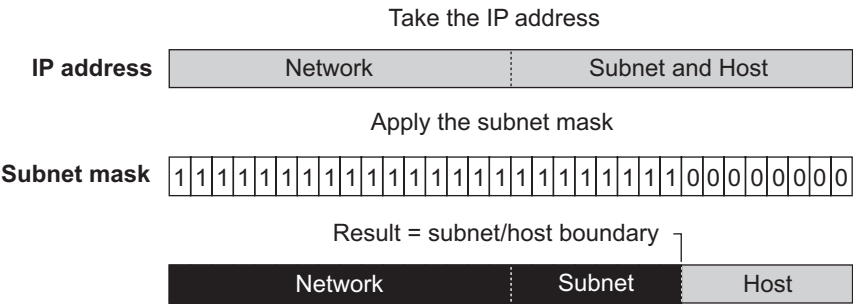 Take the IP address
IP address Network Subnet and Host
Apply the subnet mask
Subnet mask 1 1 1 1 1 1 1 1 1 1 1 1 1 1 1 1 1 1 1 1 1 1 1 1 0 0 0 0 0 0 0 0
Result = subnet/host boundary
Network Subnet Host